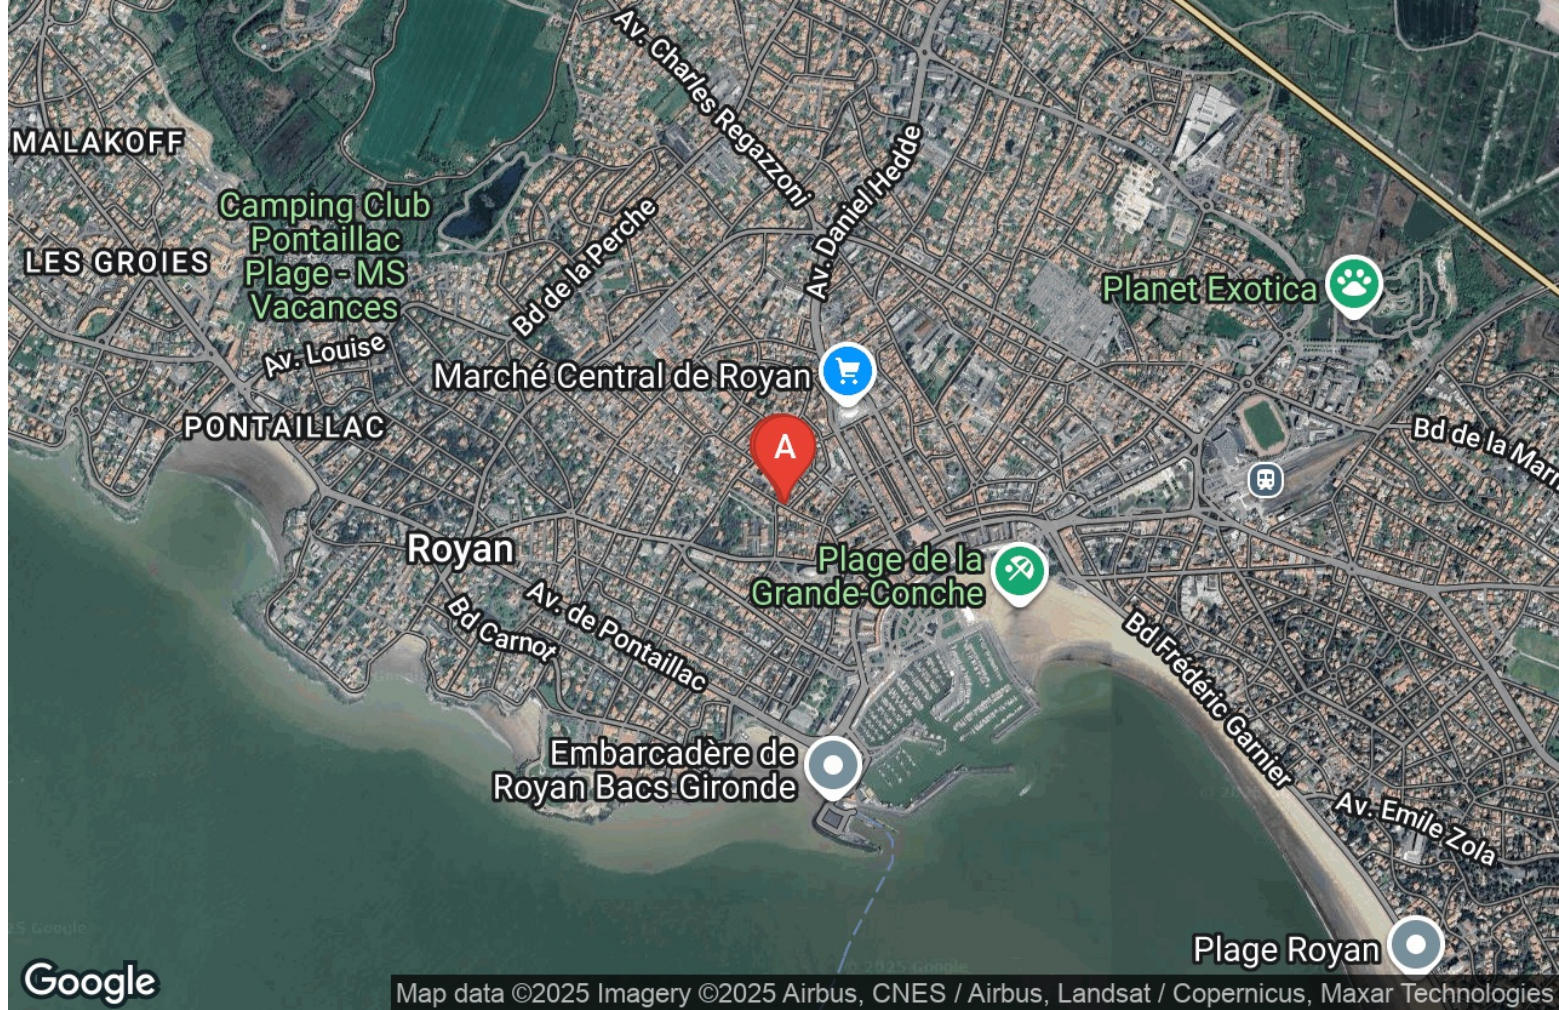 Av. Charles Regazzoni
MALAKOFF
Av. Daniel Hedde
Camping Club
Pontaillac
Plage - MS
Vacances
LES GROIES
Bd de la Perche
Planet Exotica
Av. Louise
Marché Central de Royan
PONTAILLAC
A
Bd de la Marn
Royan
Plage de la
Grande-Conche
Av. de Pontaillac
Bd Carnot
Bd Frédéric Garnier
Embarcadère de
Royan Bacs Gironde
Av. Emile Zola
Plage Royan
Google
Map data ©2025 Imagery ©2025 Airbus, CNES / Airbus, Landsat / Copernicus, Maxar Technologies